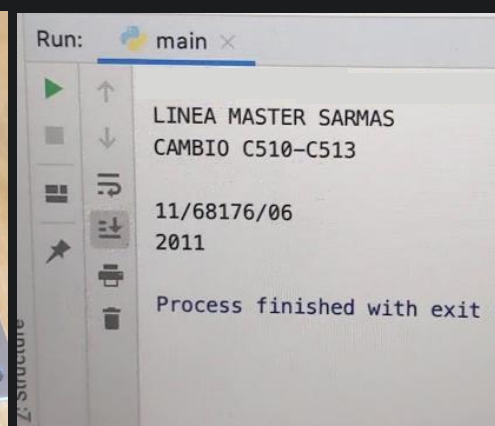 Run: main
LINEA MASTER SARMAS
CAMBIO C510-C513
11/68176/06
2011
Process finished with exit
Z: Structure